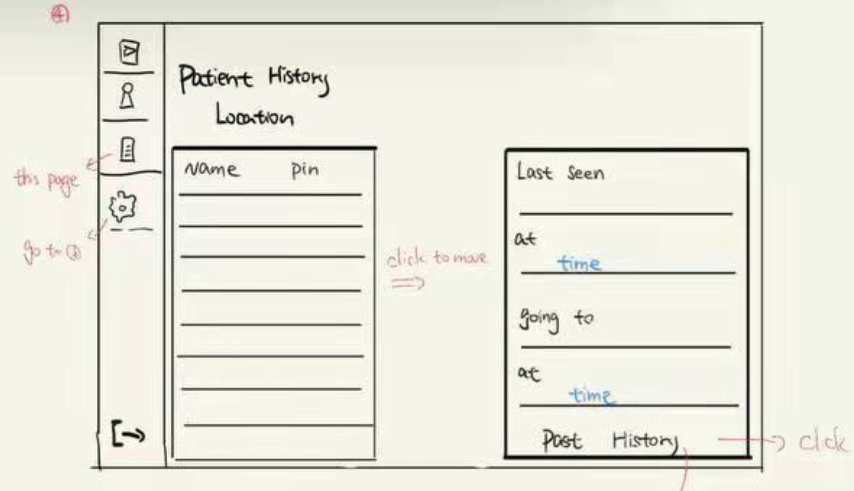 ④
Patient History
Location
this page
go to ③
Name pin
click to move
Last Seen
at
time
going to
at
time
Past History
click